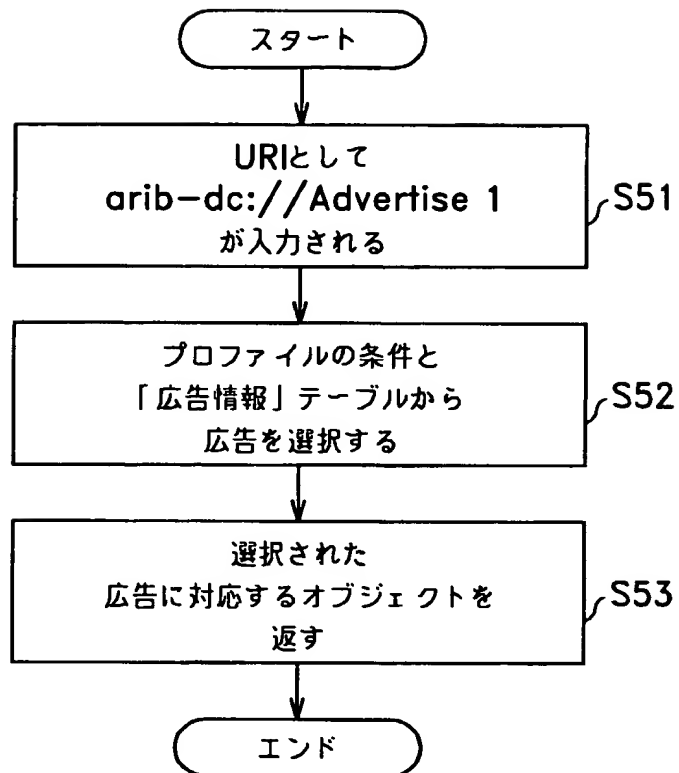 スタート
URIとして
arib-dc://Advertise 1
が入力される
S51
プロファイルの条件と
「広告情報」テーブルから
広告を選択する
S52
選択された
広告に対応するオブジェクトを
返す
S53
エンド